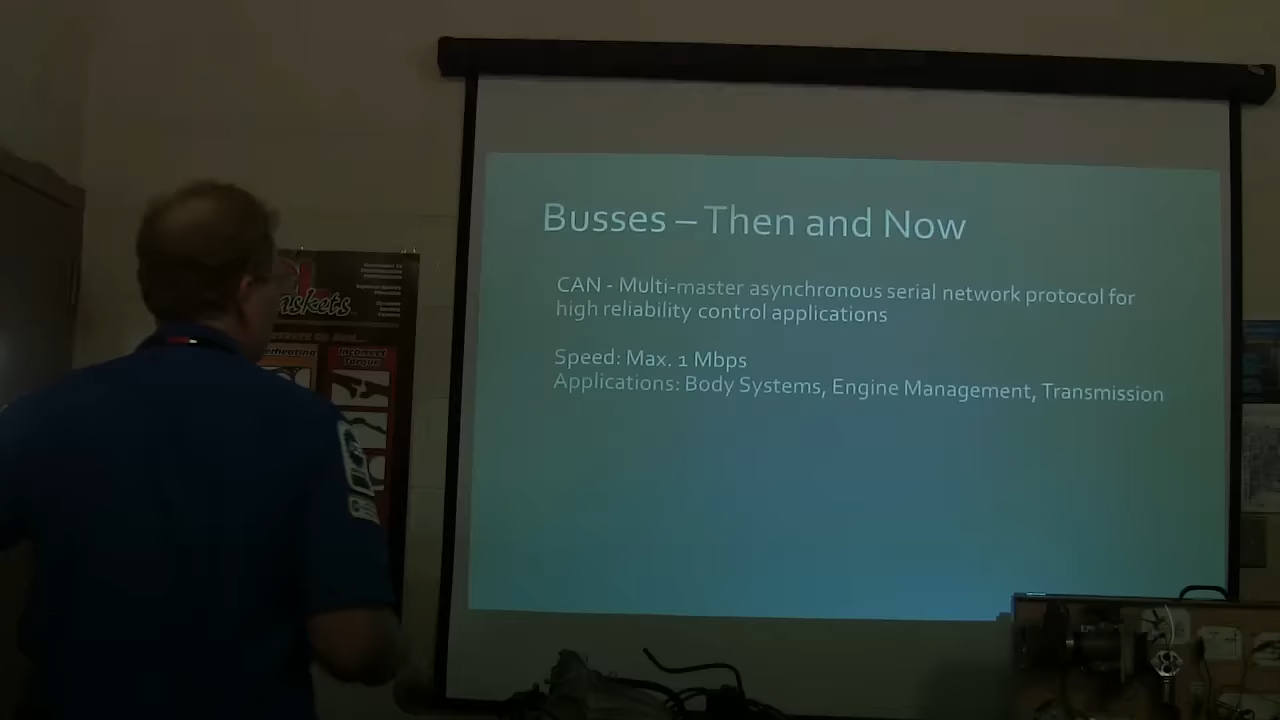 Busses – Then and Now
CAN - Multi-master asynchronous serial network protocol for
high reliability control applications
Speed: Max. 1 Mbps
Applications: Body Systems, Engine Management, Transmission